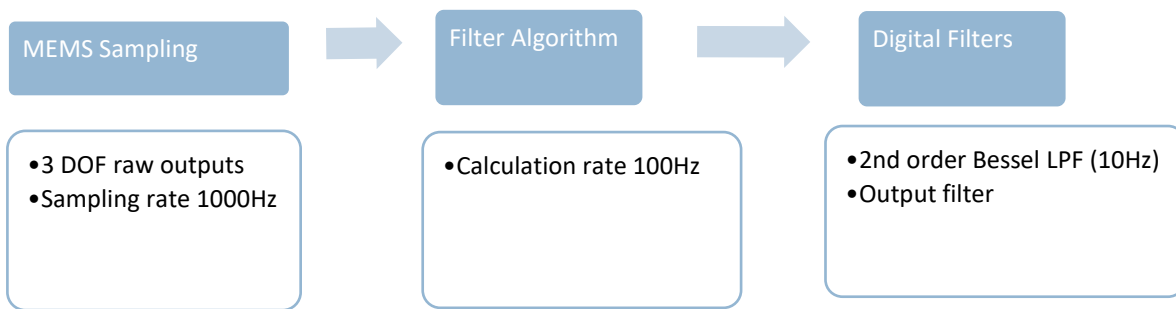 MEMS Sampling
•3 DOF raw outputs
•Sampling rate 1000Hz
Filter Algorithm
•Calculation rate 100Hz
Digital Filters
•2nd order Bessel LPF (10Hz)
•Output filter